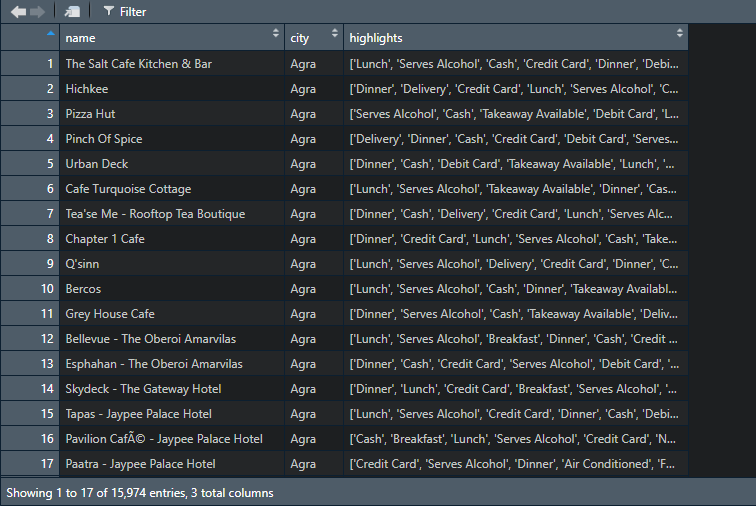 Filter
name city highlights
1 The Salt Cafe Kitchen & Bar Agra ['Lunch', 'Serves Alcohol', 'Cash', 'Credit Card', 'Dinner', 'Debi...
2 Hichkee Agra ['Dinner', 'Delivery', 'Credit Card', 'Lunch', 'Serves Alcohol', 'C...
3 Pizza Hut Agra ['Serves Alcohol', 'Cash', 'Takeaway Available', 'Debit Card', 'L...
4 Pinch Of Spice Agra ['Delivery', 'Dinner', 'Cash', 'Credit Card', 'Debit Card', 'Serves...
5 Urban Deck Agra ['Dinner', 'Cash', 'Debit Card', 'Takeaway Available', 'Lunch', '...
6 Cafe Turquoise Cottage Agra ['Lunch', 'Serves Alcohol', 'Takeaway Available', 'Dinner', 'Cas...
7 Tea'se Me - Rooftop Tea Boutique Agra ['Dinner', 'Cash', 'Delivery', 'Credit Card', 'Lunch', 'Serves Alc...
8 Chapter 1 Cafe Agra ['Dinner', 'Credit Card', 'Lunch', 'Serves Alcohol', 'Cash', 'Take...
9 Q'sinn Agra ['Lunch', 'Serves Alcohol', 'Delivery', 'Credit Card', 'Dinner', 'C...
10 Bercos Agra ['Lunch', 'Serves Alcohol', 'Cash', 'Dinner', 'Takeaway Availabl...
11 Grey House Cafe Agra ['Dinner', 'Serves Alcohol', 'Cash', 'Takeaway Available', 'Deliv...
12 Bellevue - The Oberoi Amarvilas Agra ['Lunch', 'Serves Alcohol', 'Breakfast', 'Dinner', 'Cash', 'Credit ...
13 Esphahan - The Oberoi Amarvilas Agra ['Dinner', 'Cash', 'Credit Card', 'Serves Alcohol', 'Debit Card', '...
14 Skydeck - The Gateway Hotel Agra ['Dinner', 'Lunch', 'Credit Card', 'Breakfast', 'Serves Alcohol', '...
15 Tapas - Jaypee Palace Hotel Agra ['Lunch', 'Serves Alcohol', 'Credit Card', 'Dinner', 'Cash', 'Debi...
16 Pavilion CafÃ© - Jaypee Palace Hotel Agra ['Cash', 'Breakfast', 'Lunch', 'Serves Alcohol', 'Credit Card', 'N...
17 Paatra - Jaypee Palace Hotel Agra ['Credit Card', 'Serves Alcohol', 'Dinner', 'Air Conditioned', 'F...
Showing 1 to 17 of 15,974 entries, 3 total columns